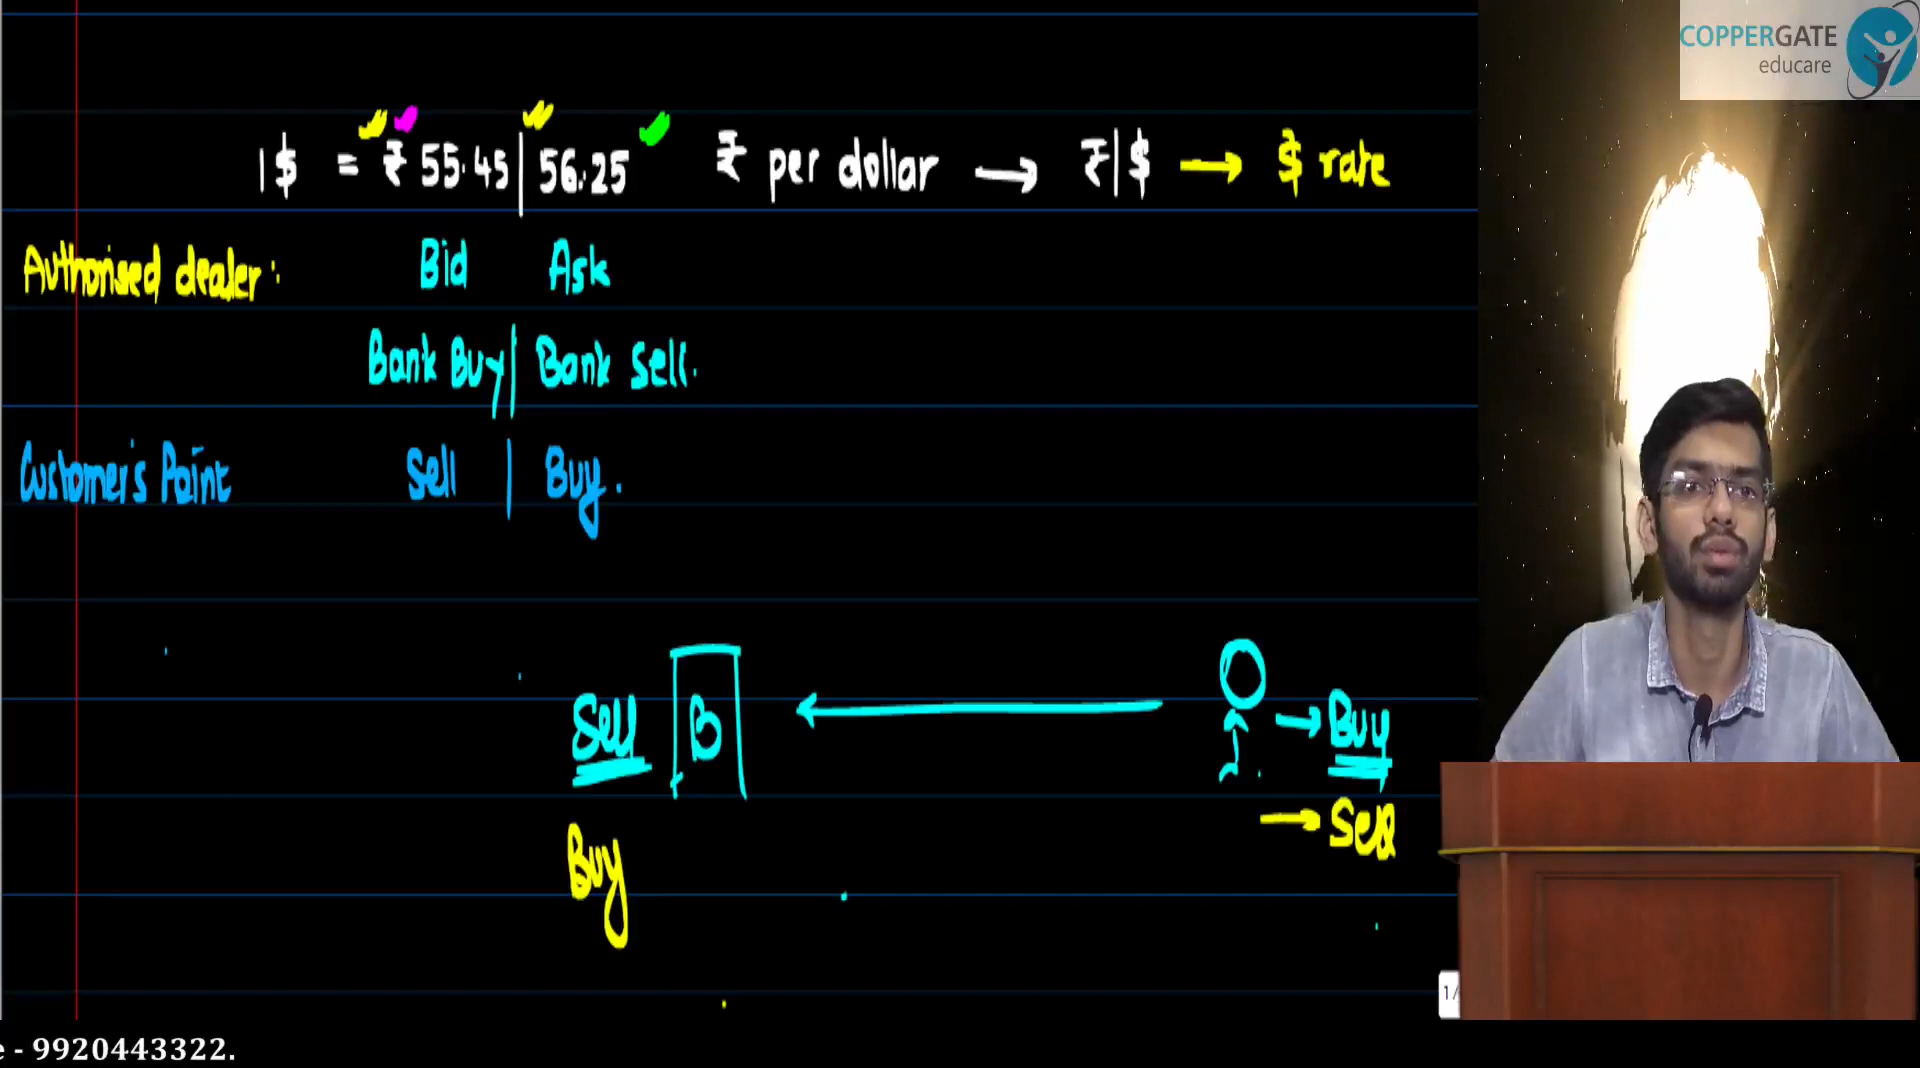 COPPERGATE
educare
1$ = ₹ 55.45 | 56.25 ₹ per dollar → ₹|$ → $ rate
Authorised dealer: Bid Ask
Bank Buy | Bank Sell.
Customer's Point Sell | Buy.
Sell B → Buy
→ Sell
Buy
1/
e - 9920443322.